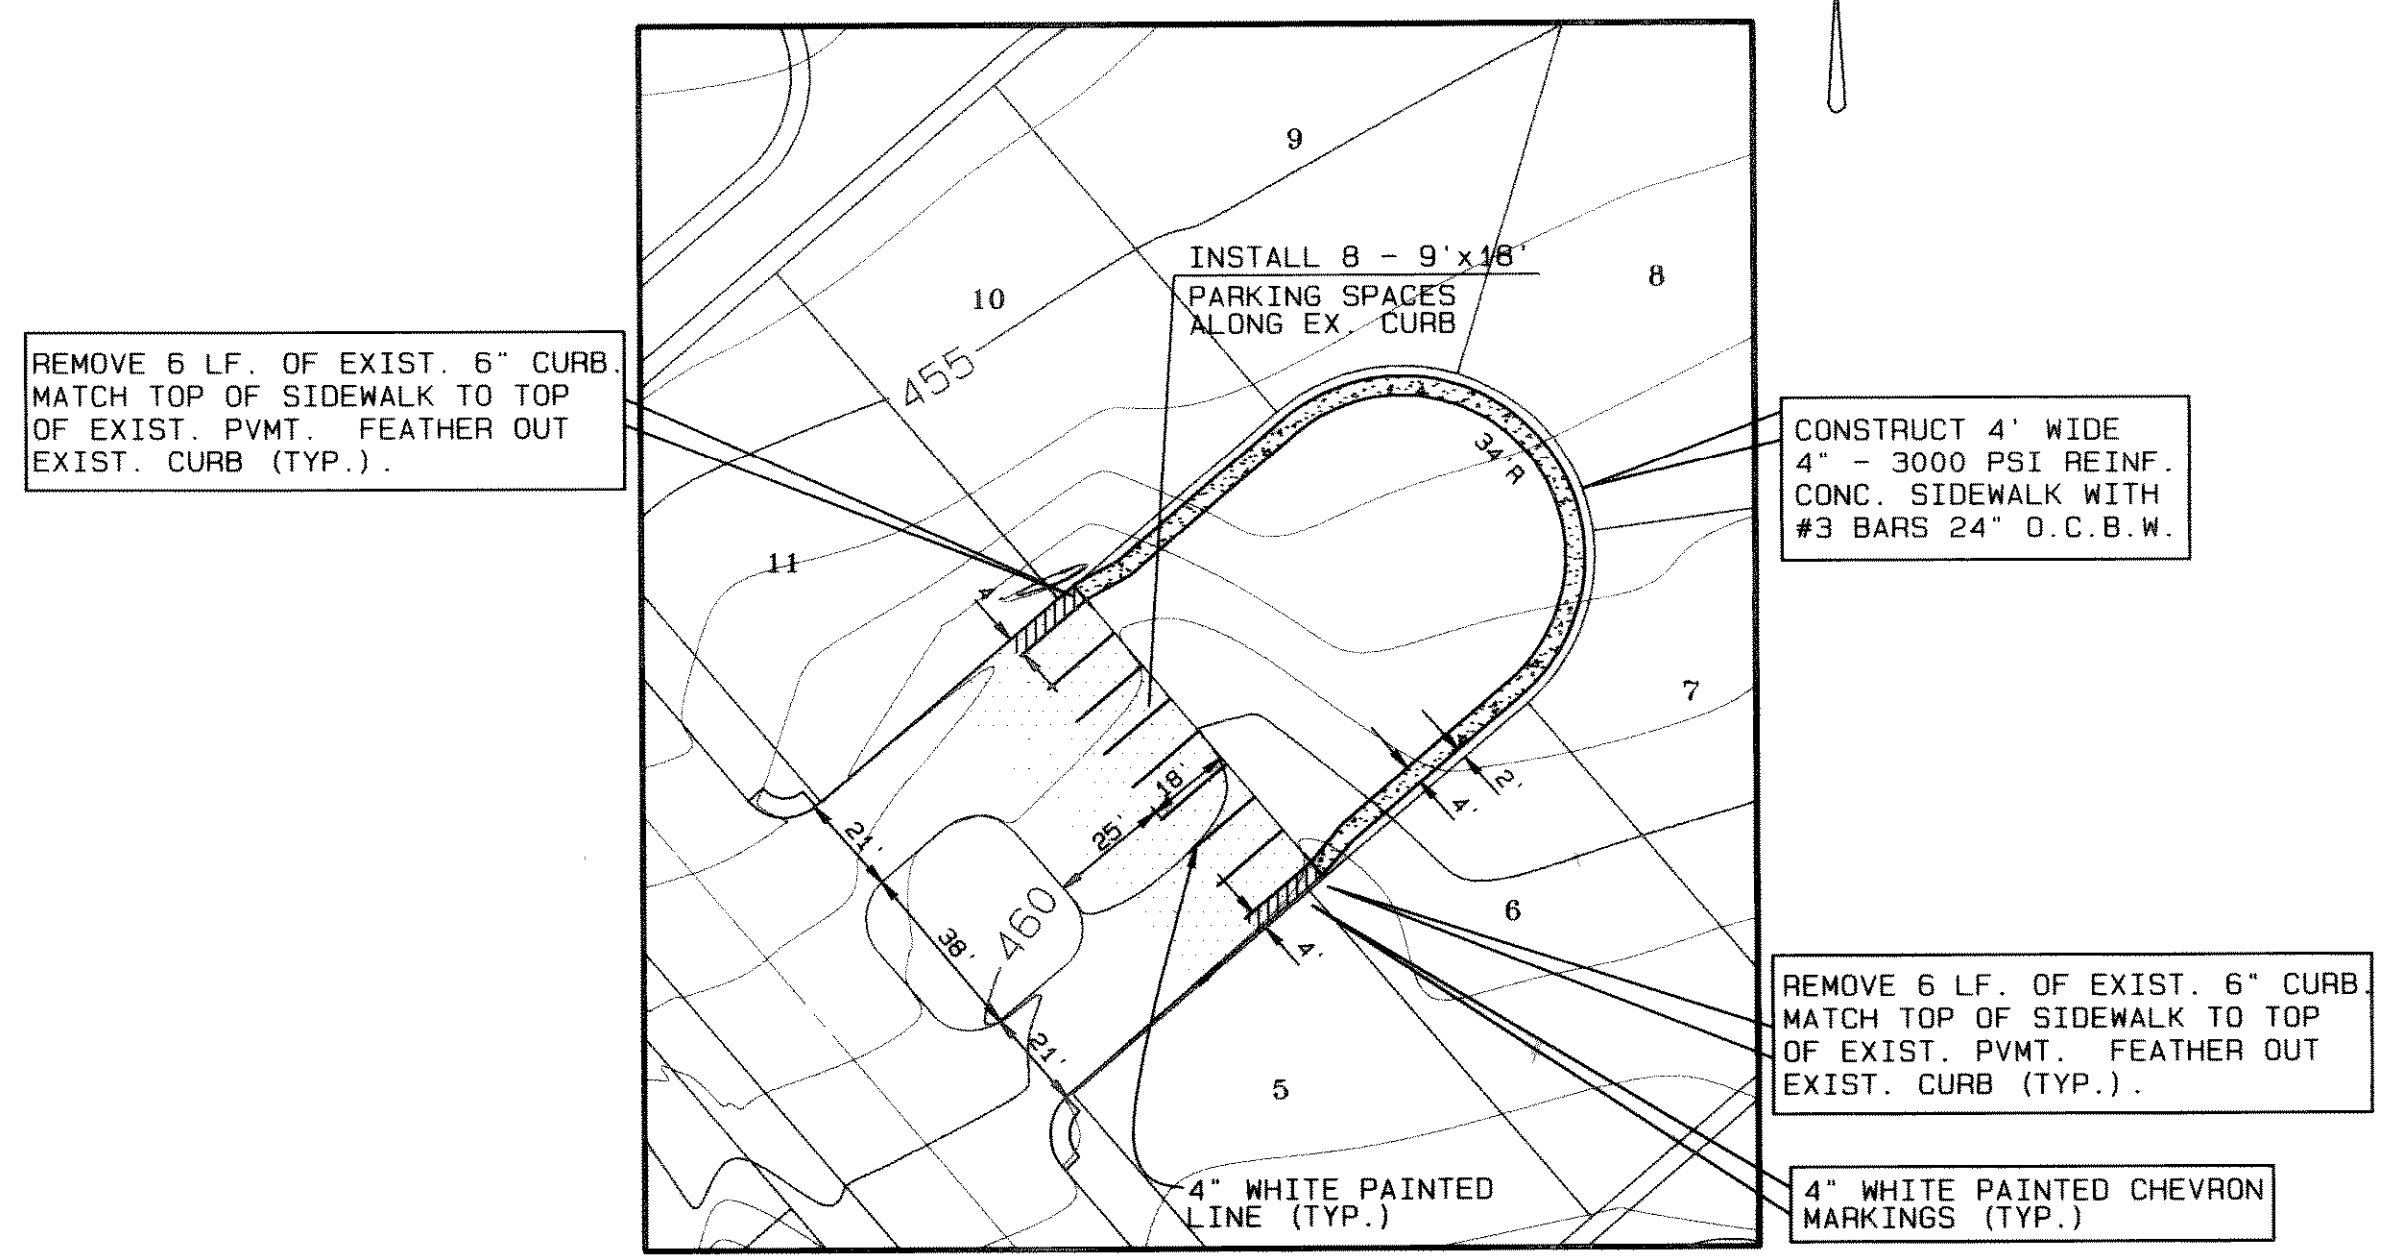 9
INSTALL 8 - 9'x18'
PARKING SPACES
ALONG EX. CURB
8
10
455
REMOVE 6 LF. OF EXIST. 6" CURB.
MATCH TOP OF SIDEWALK TO TOP
OF EXIST. PVMT. FEATHER OUT
EXIST. CURB (TYP.).
CONSTRUCT 4' WIDE
4" - 3000 PSI REINF.
CONC. SIDEWALK WITH
#3 BARS 24" O.C.B.W.
34 R
11
4'
7
18'
2'
4'
25'
21'
460
38'
4'
6
21'
5
REMOVE 6 LF. OF EXIST. 6" CURB.
MATCH TOP OF SIDEWALK TO TOP
OF EXIST. PVMT. FEATHER OUT
EXIST. CURB (TYP.).
4" WHITE PAINTED
LINE (TYP.)
4" WHITE PAINTED CHEVRON
MARKINGS (TYP.)